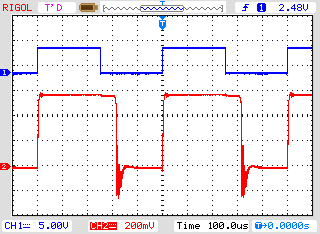 RIGOL T'D f 1 2.48V
T
1
2
CH1 5.00V CH2 200mV Time 100.0us T→0.0000s